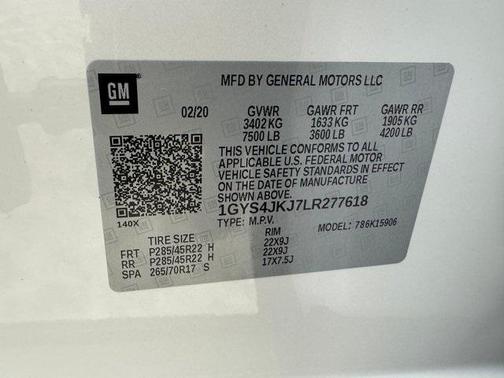 GM
MFD BY GENERAL MOTORS LLC
02/20 GVWR GAWR FRT GAWR RR
3402 KG 1633 KG 1905 KG
7500 LB 3600 LB 4200 LB
THIS VEHICLE CONFORMS TO ALL
APPLICABLE U.S. FEDERAL MOTOR
VEHICLE SAFETY STANDARDS IN EFFECT
ON THE DATE OF MANUFACTURE SHOWN ABOVE.
1GYS4JKJ7LR277618
140X TYPE: M.P.V. MODEL: 786K15906
TIRE SIZE RIM
FRT P285/45R22 H 22X9J
RR P285/45R22 H 22X9J
SPA 265/70R17 S 17X7.5J